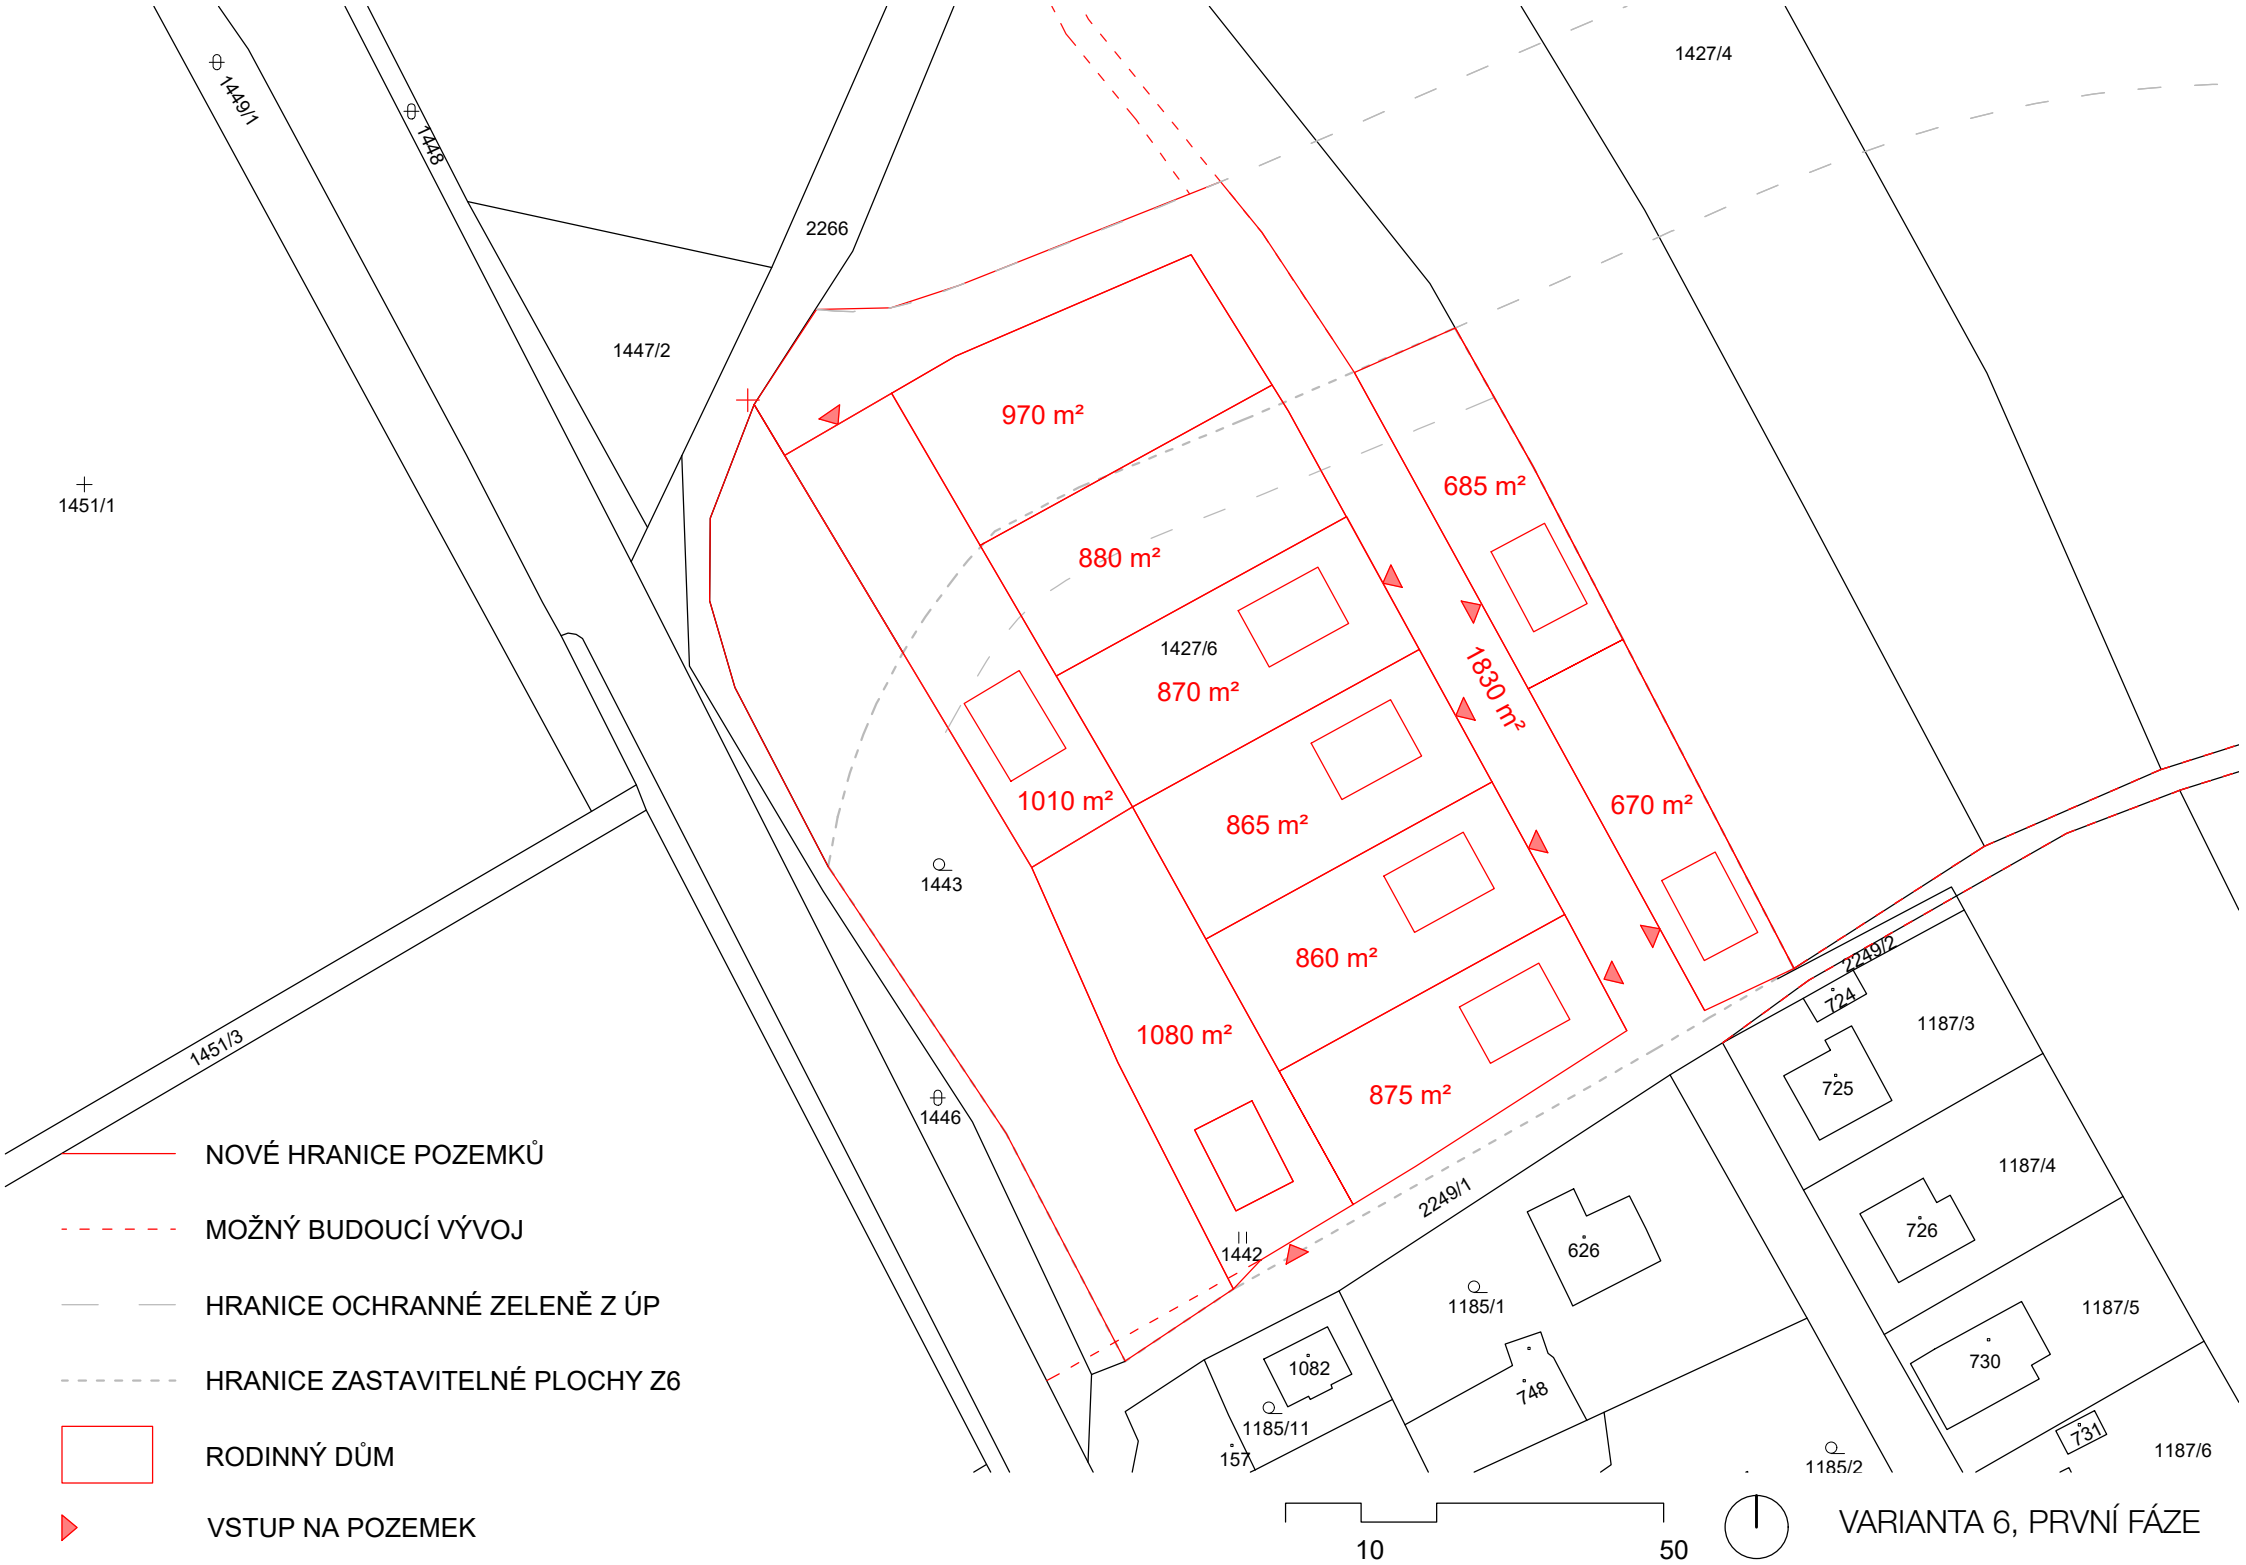 1427/4
1449/1
1448
2266
1447/2
970 m²
1451/1
685 m²
880 m²
1427/6
870 m²
1830 m²
1010 m²
670 m²
865 m²
1443
860 m²
2249/2
724
1187/3
1080 m²
1451/3
725
875 m²
1446
NOVÉ HRANICE POZEMKŮ
1187/4
2249/1
726
MOŽNÝ BUDOUCÍ VÝVOJ
1442
626
HRANICE OCHRANNÉ ZELENĚ Z ÚP
1185/1
1187/5
1082
730
HRANICE ZASTAVITELNÉ PLOCHY Z6
748
1185/11
731
157
1187/6
RODINNÝ DŮM
1185/2
VSTUP NA POZEMEK
10
50
VARIANTA 6, PRVNÍ FÁZE